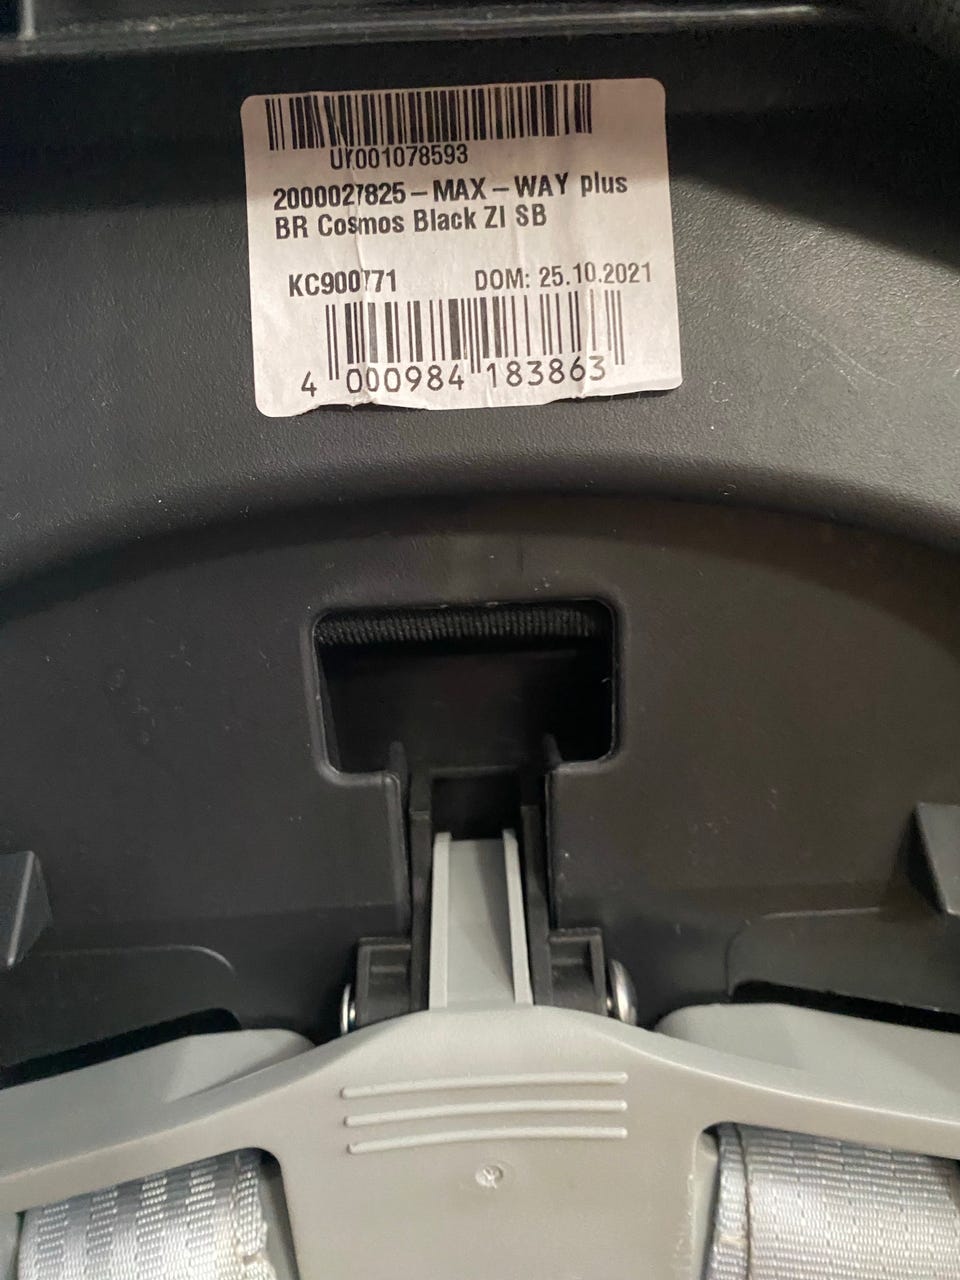 UY001078593
2000027825-MAX-WAY plus
BR Cosmos Black ZI SB
KC900771 DOM: 25.10.2021
4 000984 183863